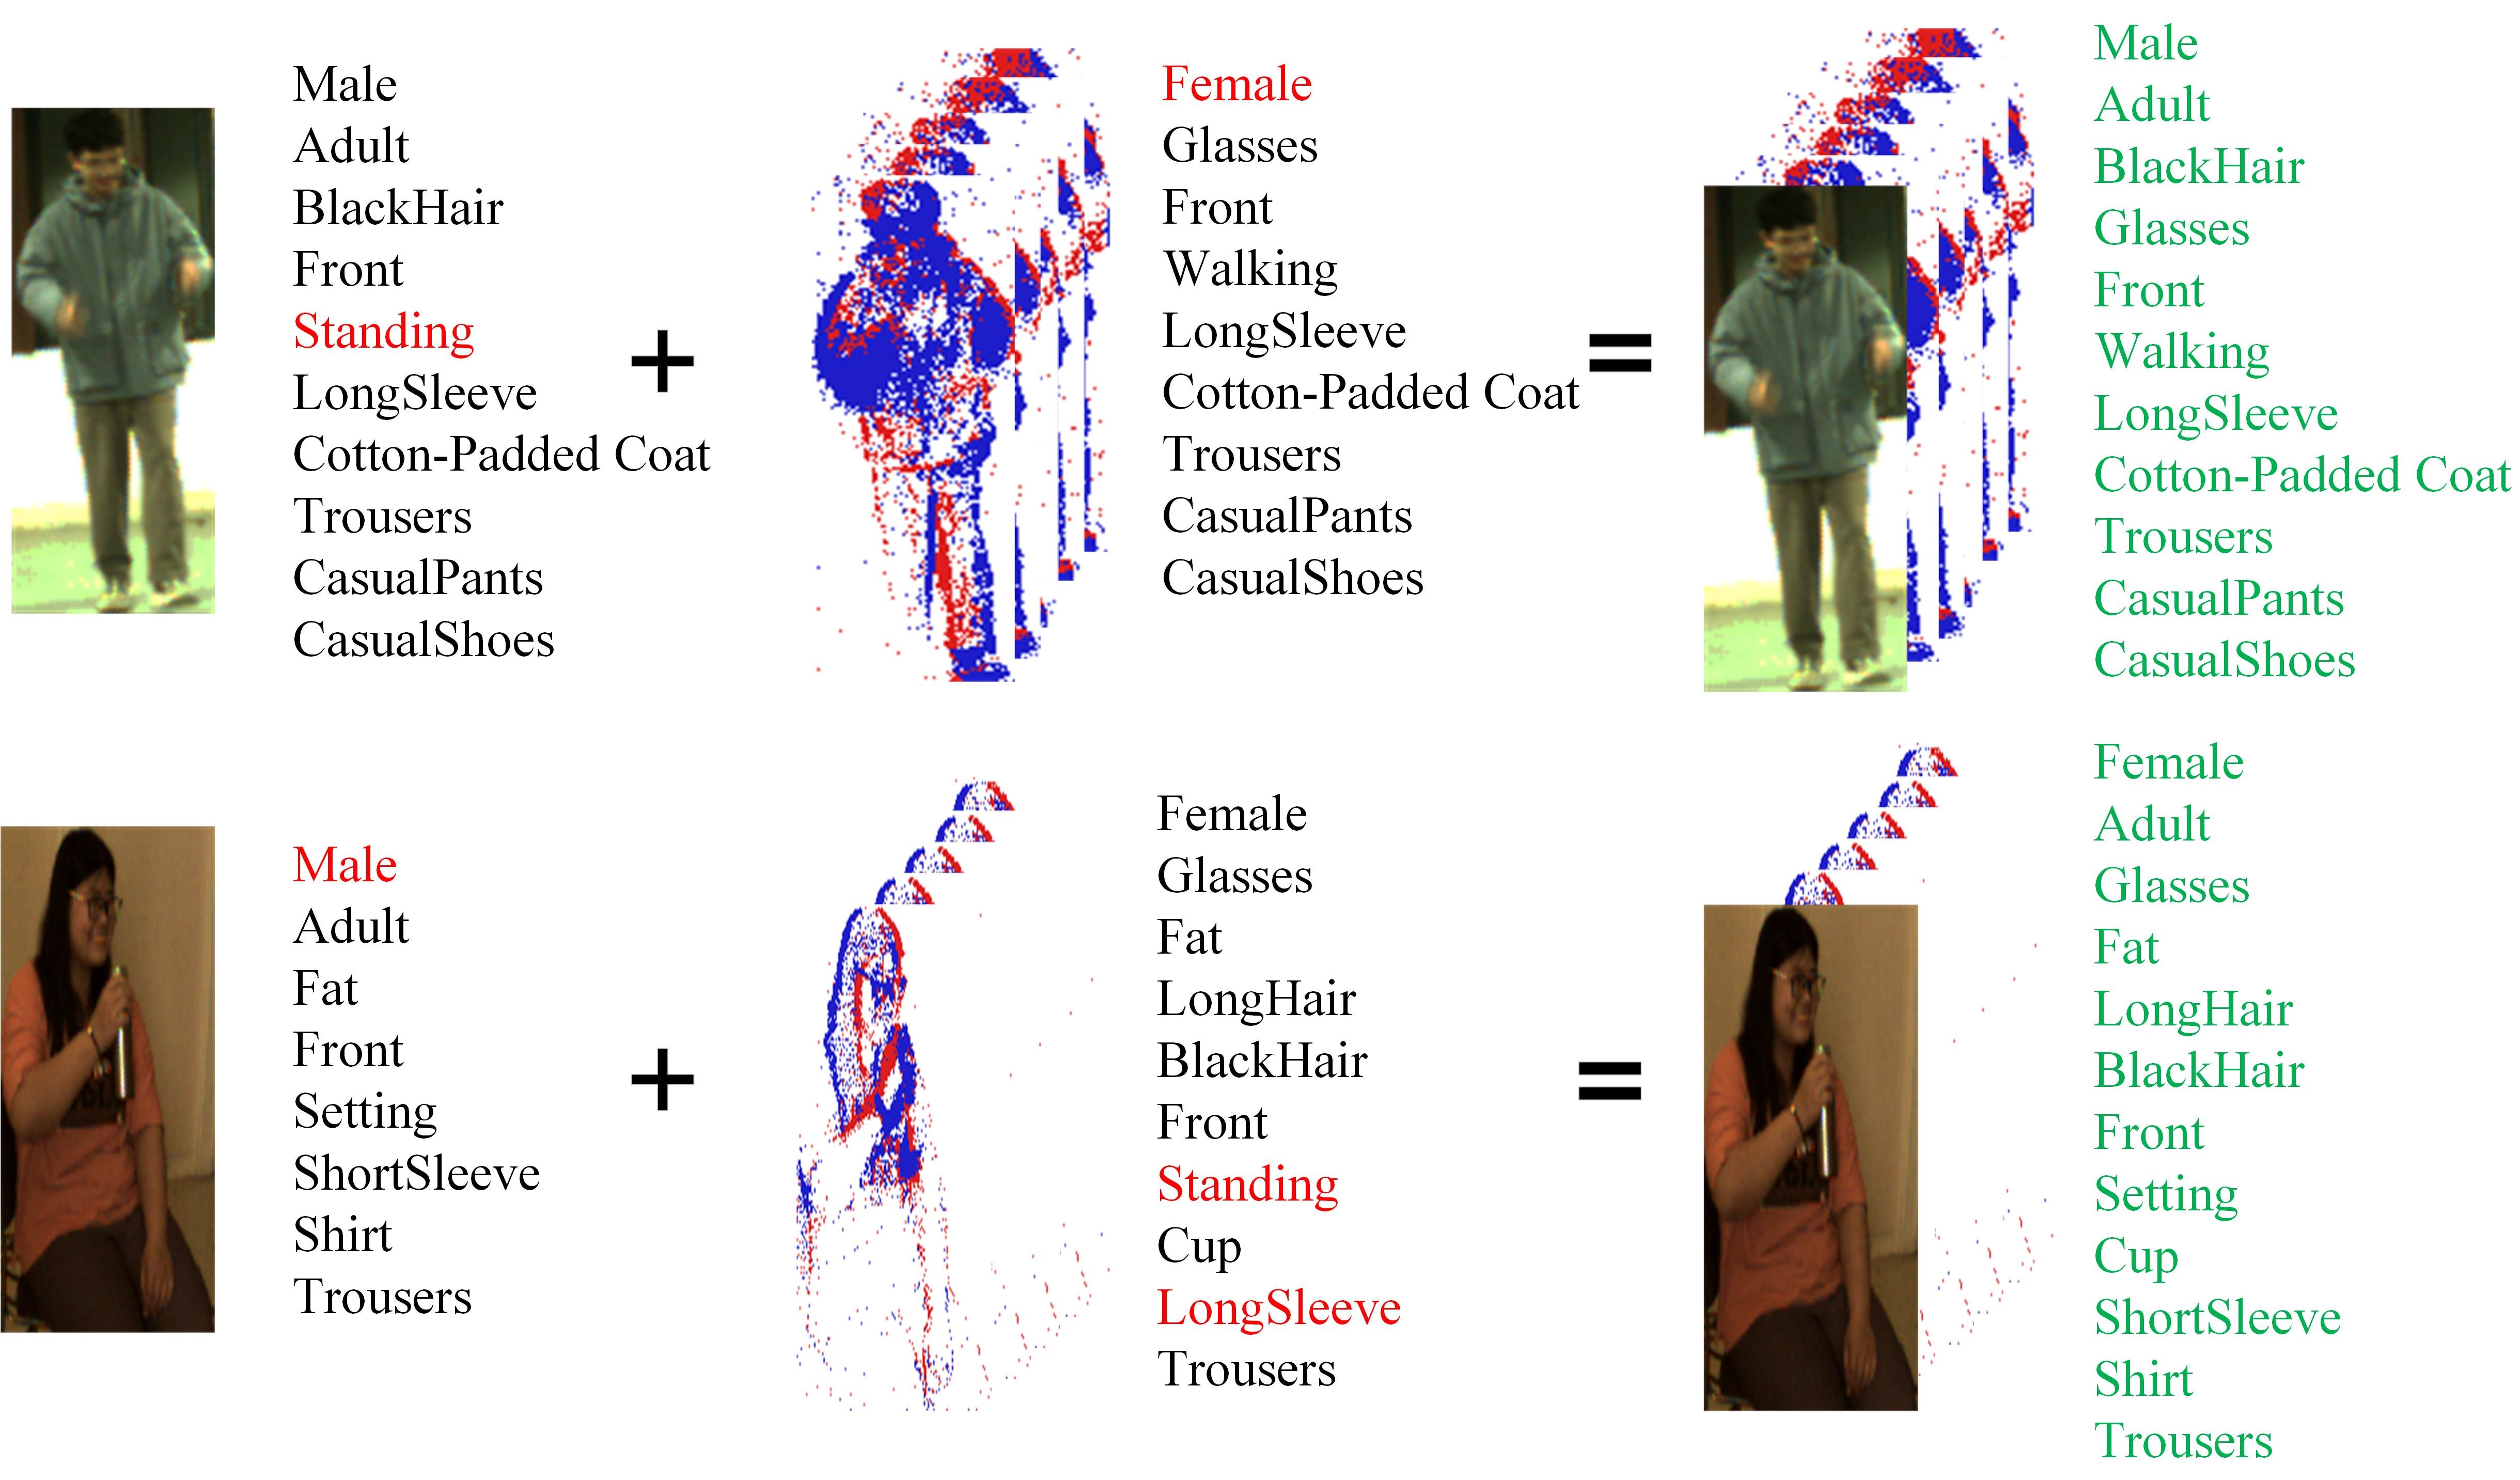 Male
Adult
BlackHair
Front
Standing
LongSleeve
Cotton-Padded Coat
Trousers
CasualPants
CasualShoes
+
Female
Glasses
Front
Walking
LongSleeve
Cotton-Padded Coat
Trousers
CasualPants
CasualShoes
=
Male
Adult
BlackHair
Glasses
Front
Walking
LongSleeve
Cotton-Padded Coat
Trousers
CasualPants
CasualShoes
Male
Adult
Fat
Front
Setting
ShortSleeve
Shirt
Trousers
+
Female
Glasses
Fat
LongHair
BlackHair
Front
Standing
Cup
LongSleeve
Trousers
=
Female
Adult
Glasses
Fat
LongHair
BlackHair
Front
Setting
Cup
ShortSleeve
Shirt
Trousers